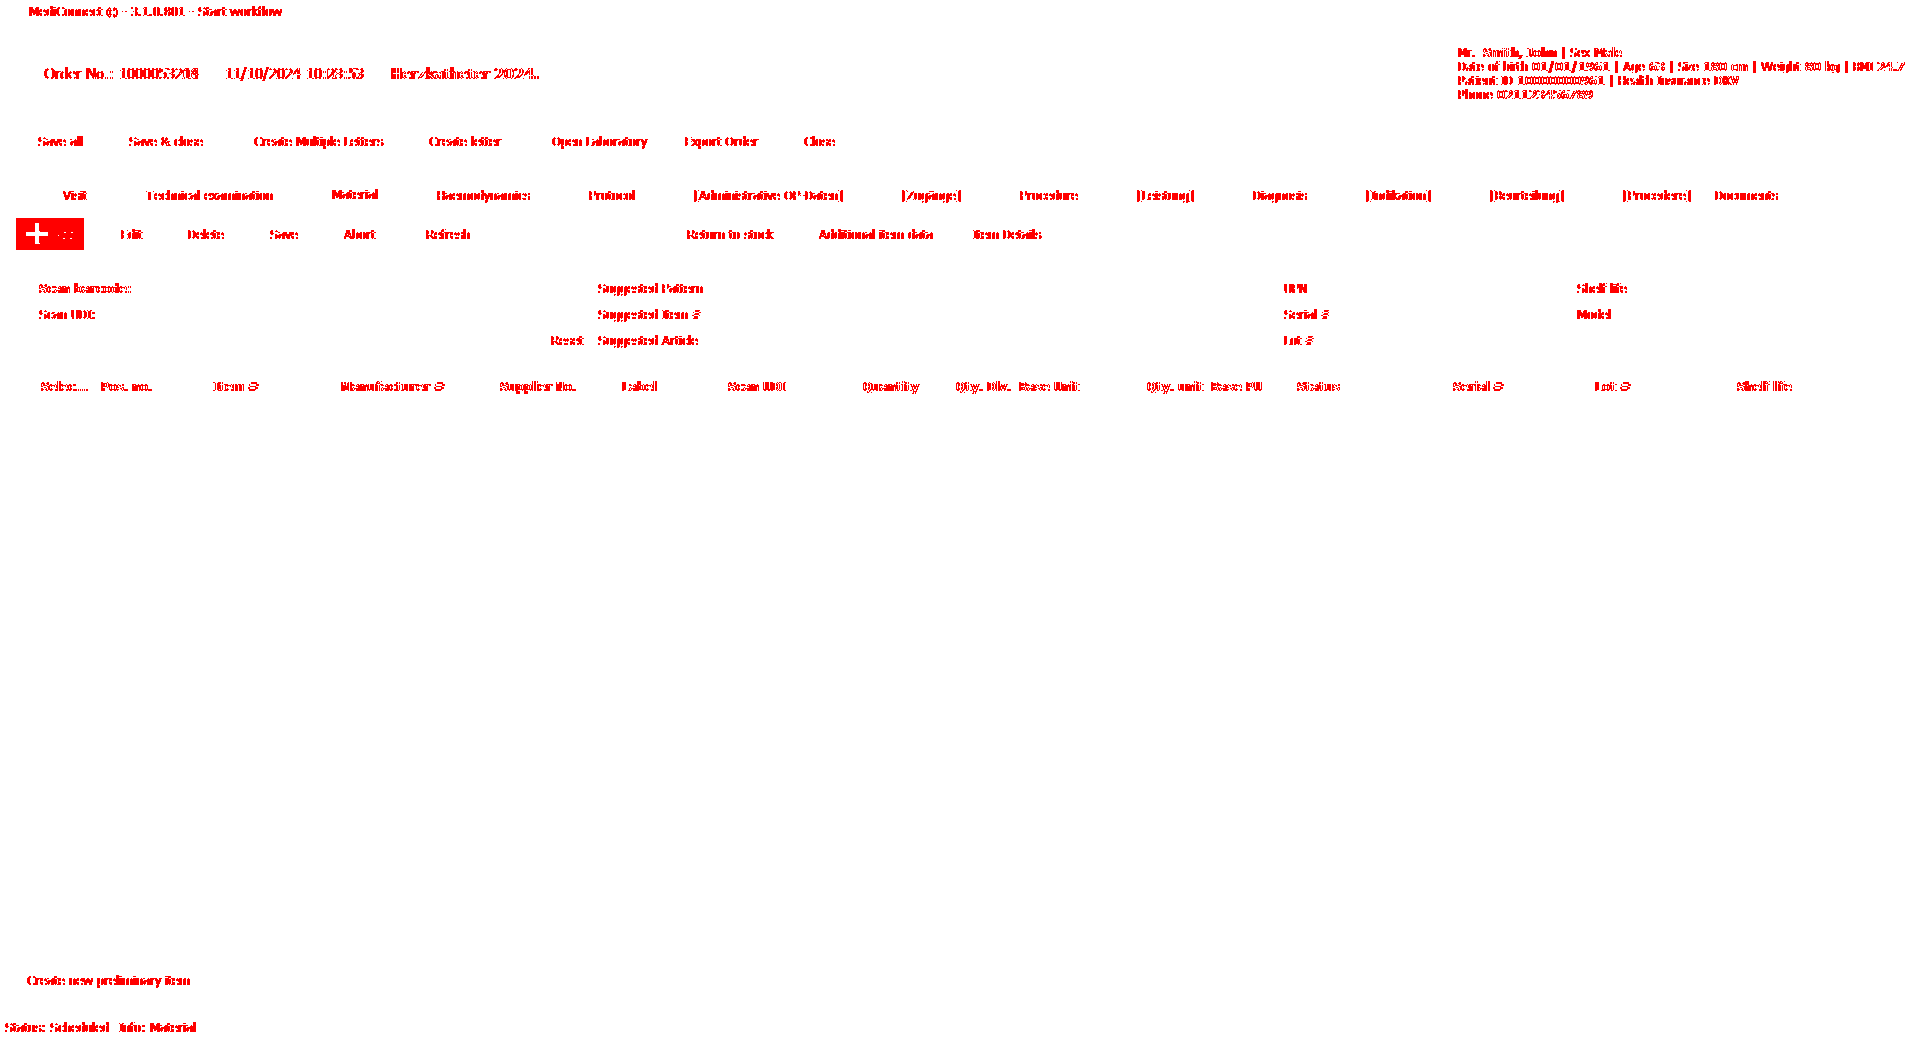 MediConnect © - 3.1.0.801 - Start workflow
Mr. Smith, John | Sex Male
Order No.: 1000053218 11/10/2024 10:28:53 Herzkatheter 2024..
Date of birth 01/01/1961 | Age 63 | Size 180 cm | Weight 80 kg | BMI 24.7
Patient ID | Health Insurance DKV
Phone
Save all Save & close Create Multiple Letters Create letter Open Laboratory Export Order Close
Visit Technical examination Material Haemodynamics Protocol [Administrative OP-Daten] [Zugänge] Procedure [Leistung] Diagnosis [Indikation] [Beurteilung] [Procedere] Documents
Edit Delete Save Abort Refresh Return to stock Additional item data Item Details
Scan barcode: Suggested Pattern UPN Shelf life
Scan UDI: Suggested Item # Serial # Model
Reset Suggested Article Lot #
Selec... Pos. no. Item # Manufacturer # Supplier No. Label Scan UDI Quantity Qty. Div. Base Unit Qty. unit Base PU Status Serial # Lot # Shelf life
Create new preliminary item
Status: Scheduled Info: Material